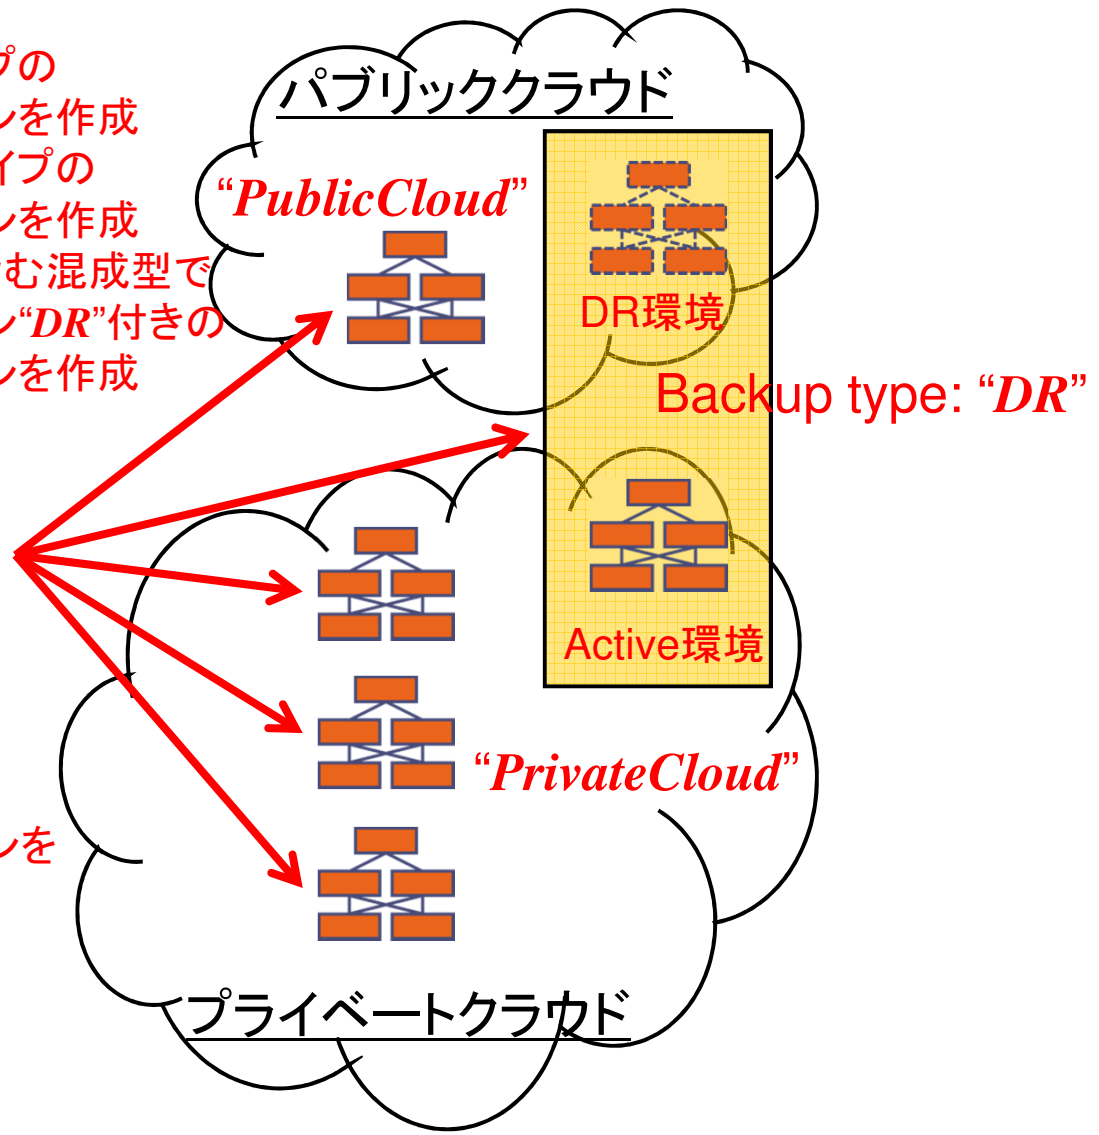 プの
ンを作成
イプの
ンを作成
む混成型で
ン“DR”付きの
ンを作成
パブリッククラウド
“PublicCloud”
DR環境
Backup type: “DR”
Active環境
“PrivateCloud”
ンを
プライベートクラウド